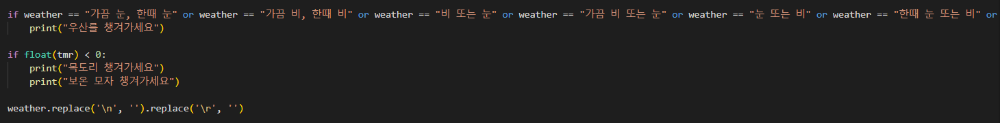 if weather == "가끔 눈, 한때 눈" or weather == "가끔 비, 한때 비" or weather == "비 또는 눈" or weather == "가끔 비 또는 눈" or weather == "눈 또는 비" or weather == "한때 눈 또는 비" or
print("우산를 챙겨가세요")
if float(tmr) < 0:
print("목도리 챙겨가세요")
print("보온 모자 챙겨가세요")
weather.replace('\n', '').replace('\r', '')